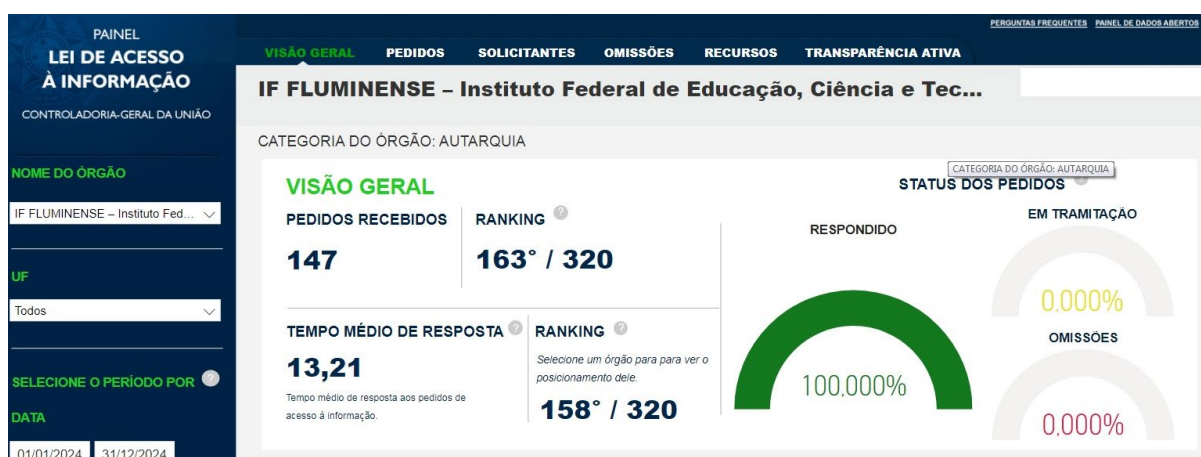 PERGUNTAS FREQUENTES PAINEL DE DADOS ABERTOS
PAINEL
LEI DE ACESSO
À INFORMAÇÃO
CONTROLADORIA-GERAL DA UNIÃO
VISÃO GERAL PEDIDOS SOLICITANTES OMISSÕES RECURSOS TRANSPARÊNCIA ATIVA
IF FLUMINENSE – Instituto Federal de Educação, Ciência e Tec...
CATEGORIA DO ÓRGÃO: AUTARQUIA
NOME DO ÓRGÃO
IF FLUMINENSE – Instituto Fed...
UF
Todos
SELECIONE O PERÍODO POR ?
DATA
01/01/2024 31/12/2024
VISÃO GERAL
PEDIDOS RECEBIDOS
147
RANKING ?
163° / 320
TEMPO MÉDIO DE RESPOSTA ?
13,21
Tempo médio de resposta aos pedidos de
acesso à informação.
RANKING ?
Selecione um órgão para para ver o
posicionamento dele.
158° / 320
CATEGORIA DO ÓRGÃO: AUTARQUIA
STATUS DOS PEDIDOS ?
RESPONDIDO
100,000%
EM TRAMITAÇÃO
0,000%
OMISSÕES
0,000%